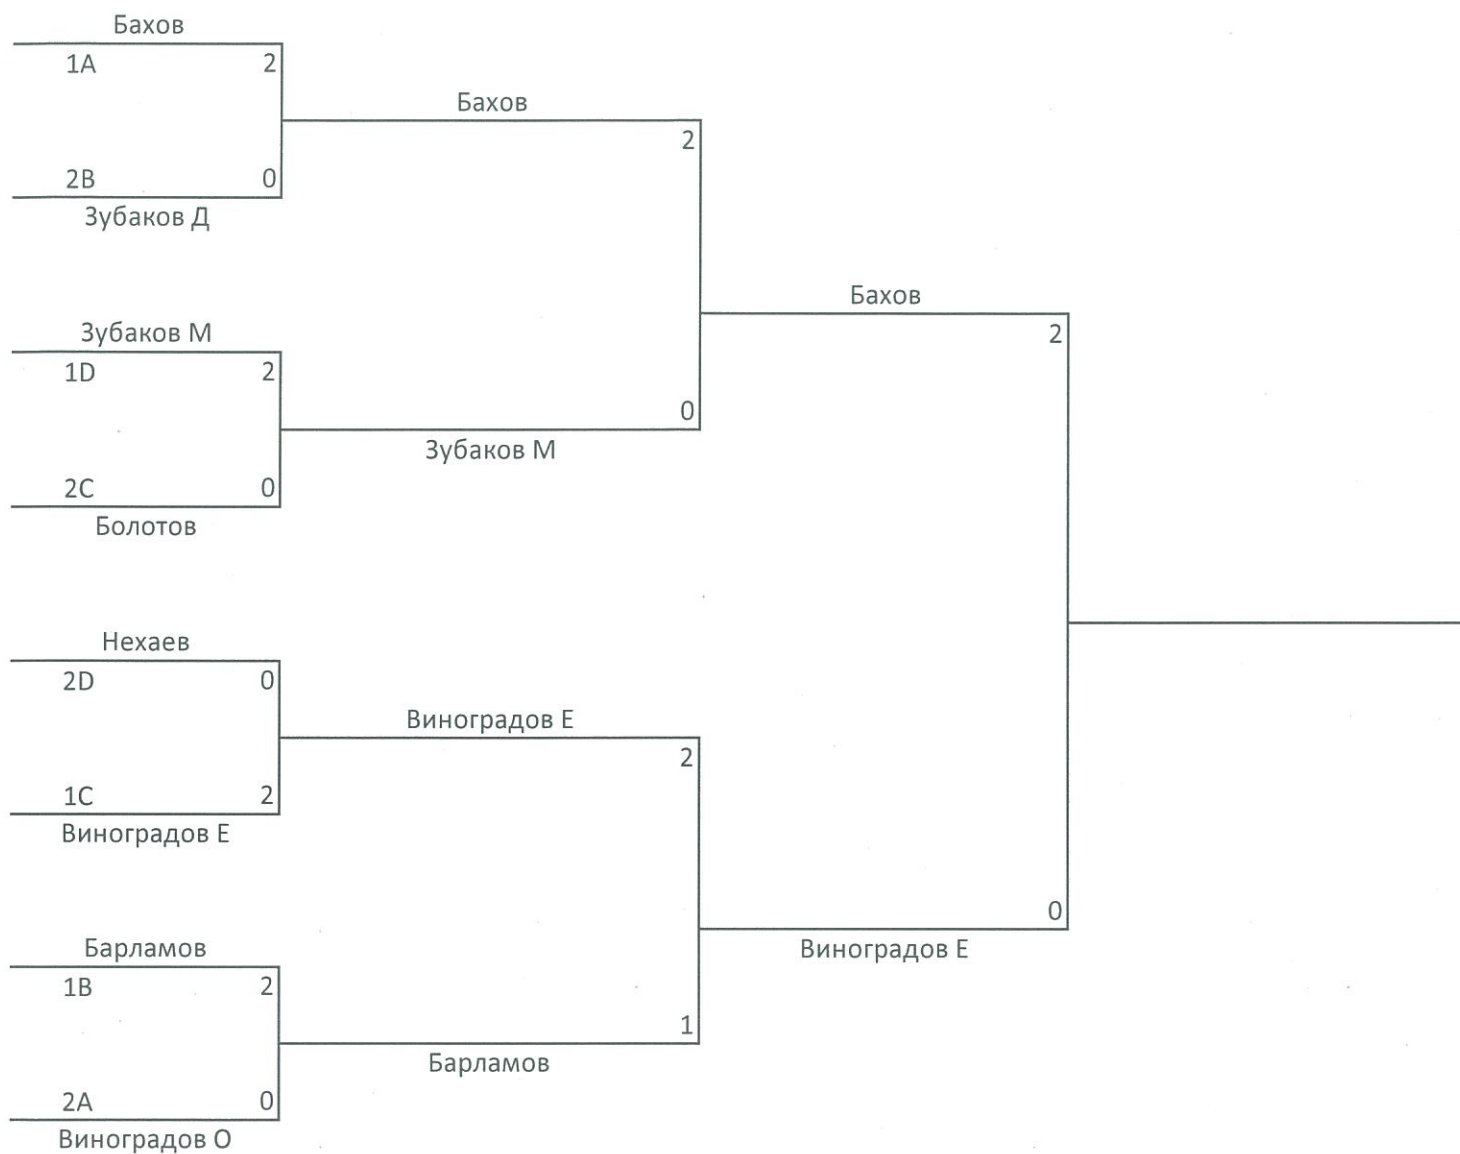 Бахов
1A 2
2B 0
Зубаков Д
Бахов
2
0
Зубаков М
Зубаков М
1D 2
2C 0
Болотов
Бахов
2
0
Виноградов Е
Нехаев
2D 0
1C 2
Виноградов Е
Виноградов Е
2
1
Барламов
Барламов
1B 2
2A 0
Виноградов О